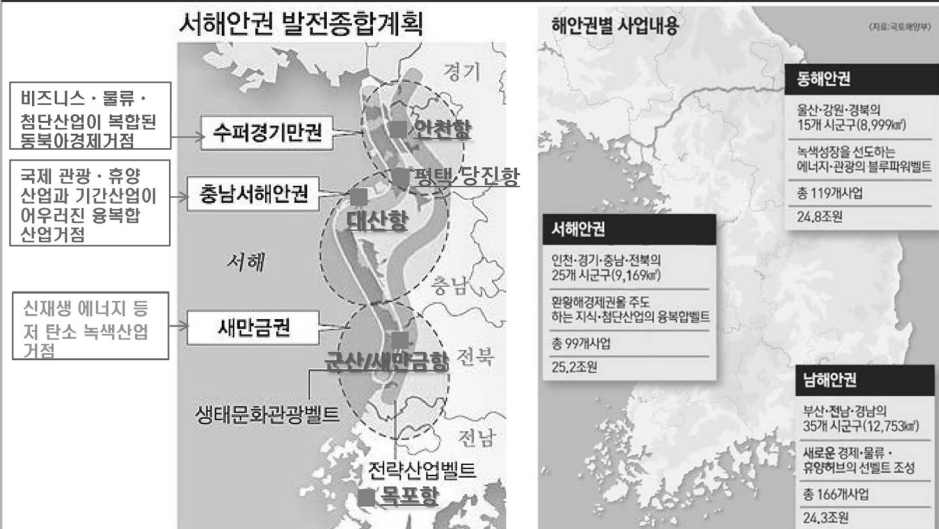 서해안권 발전종합계획
비즈니스 · 물류 ·
첨단산업이 복합된
동북아경제거점
국제 관광 · 휴양
산업과 기간산업이
어우러진 융복합
산업거점
신재생 에너지 등
저 탄소 녹색산업
거점
수퍼경기만권
충남서해안권
새만금권
서해
경기
안천항
평택/당진항
대산항
충남
군산/새만금항
전북
생태문화관광벨트
전남
전략산업벨트
목포항
해안권별 사업내용
〈자료:국토해양부〉
동해안권
울산·강원·경북의
15개 시군구(8,999㎢)
녹색성장을 선도하는
에너지·관광의 블루파워벨트
총 119개사업
24.8조원
서해안권
인천·경기·충남·전북의
25개 시군구(9,169㎢)
환황해경제권을 주도
하는 지식·첨단산업의 융복합벨트
총 99개사업
25.2조원
남해안권
부산·전남·경남의
35개 시군구(12,753㎢)
새로운 경제·물류·
휴양허브의 선벨트 조성
총 166개사업
24.3조원